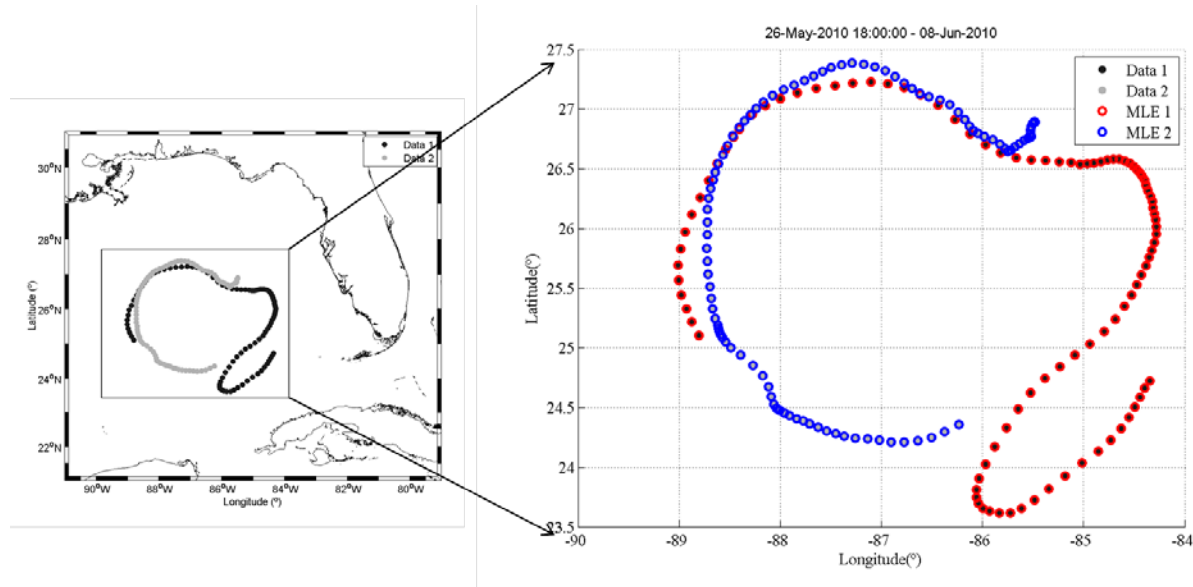 26-May-2010 18:00:00 - 08-Jun-2010
27.5
27
26.5
26
25.5
25
24.5
24
23.5
-90
-89
-88
-87
-86
-85
-84
Latitude(°)
Longitude(°)
Data 1
Data 2
MLE 1
MLE 2
30°N
28°N
26°N
24°N
22°N
90°W
88°W
86°W
84°W
82°W
80°W
Latitude (º)
Longitude (º)
Data 1
Data 2